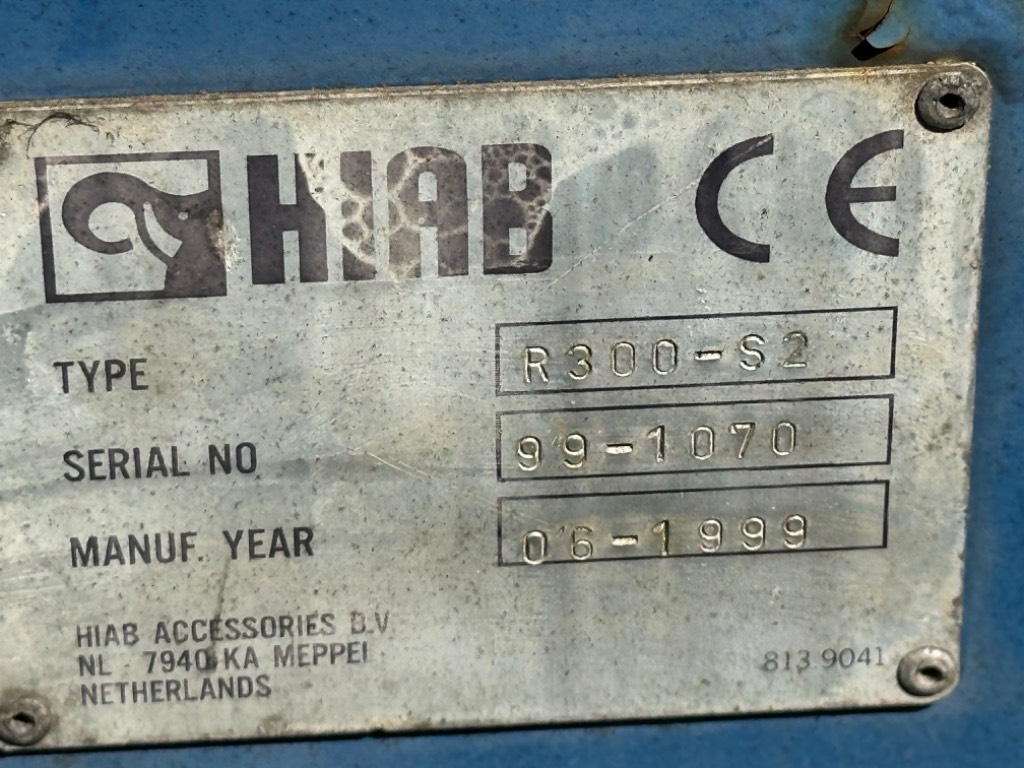 HIAB CE
TYPE R300-S2
SERIAL NO 99-1070
MANUF. YEAR 06-1999
HIAB ACCESSORIES B.V.
NL - 7940 KA MEPPEL
NETHERLANDS
813 9041